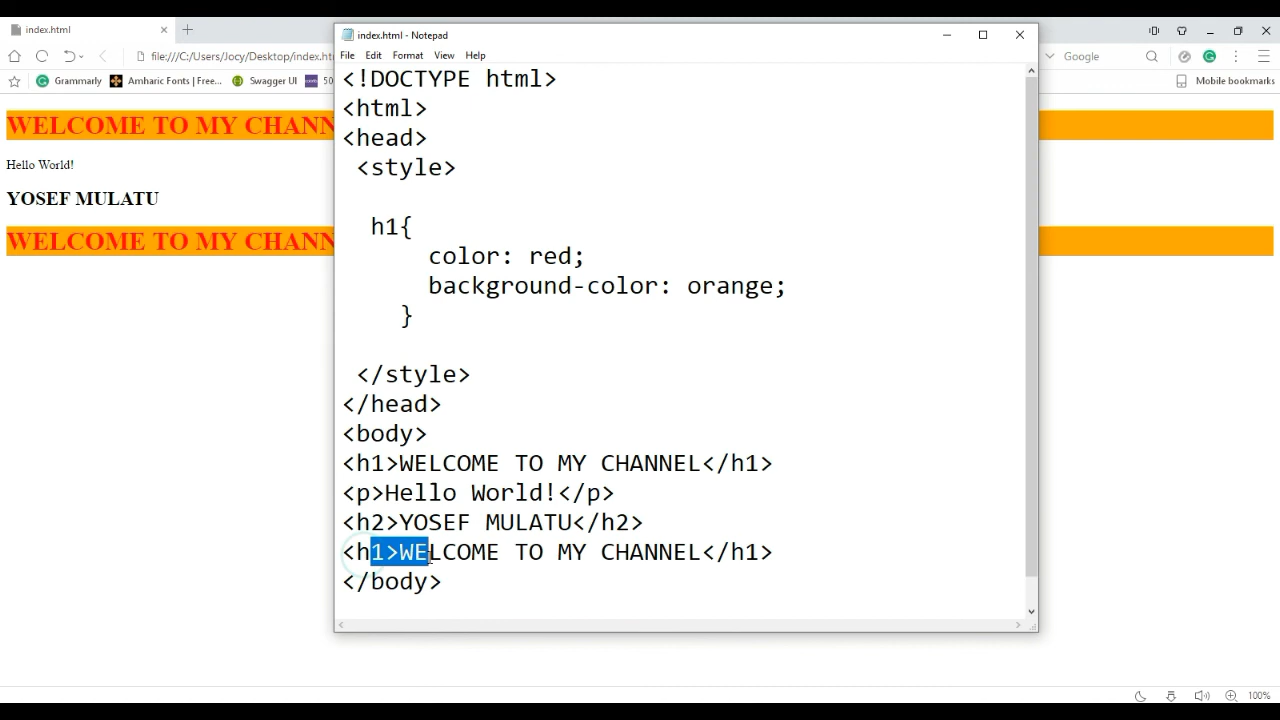 index.html
index.html - Notepad
file:///C:/Users/Jocy/Desktop/index.ht
Google
File Edit Format View Help
Grammarly Amharic Fonts | Free... Swagger UI 50
Mobile bookmarks
WELCOME TO MY CHANN
Hello World!
YOSEF MULATU
WELCOME TO MY CHANN
<!DOCTYPE html>
<html>
<head>
<style>
h1{
color: red;
background-color: orange;
}
</style>
</head>
<body>
<h1>WELCOME TO MY CHANNEL</h1>
<p>Hello World!</p>
<h2>YOSEF MULATU</h2>
<h1>WELCOME TO MY CHANNEL</h1>
</body>
100%